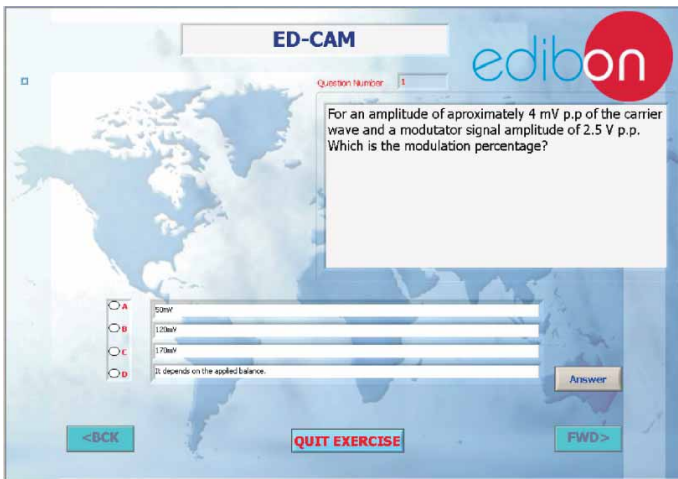 ED-CAM
edibon
Question Number 1
For an amplitude of aproximately 4 mV p.p of the carrier
wave and a modutator signal amplitude of 2.5 V p.p.
Which is the modulation percentage?
A 50mV
B 120mV
C 170mV
D It depends on the applied balance.
Answer
<BCK
QUIT EXERCISE
FWD>